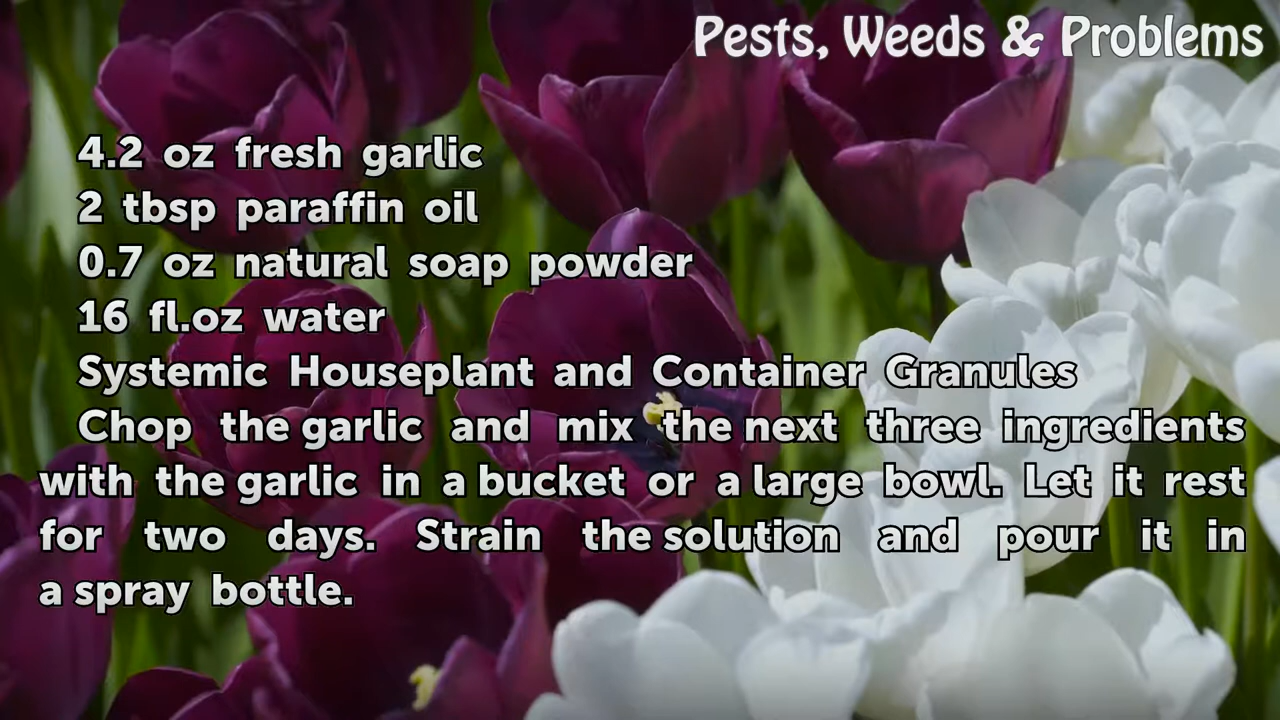 Pests, Weeds & Problems
4.2 oz fresh garlic
2 tbsp paraffin oil
0.7 oz natural soap powder
16 fl.oz water
Systemic Houseplant and Container Granules
Chop the garlic and mix the next three ingredients
with the garlic in a bucket or a large bowl. Let it rest
for two days. Strain the solution and pour it in
a spray bottle.